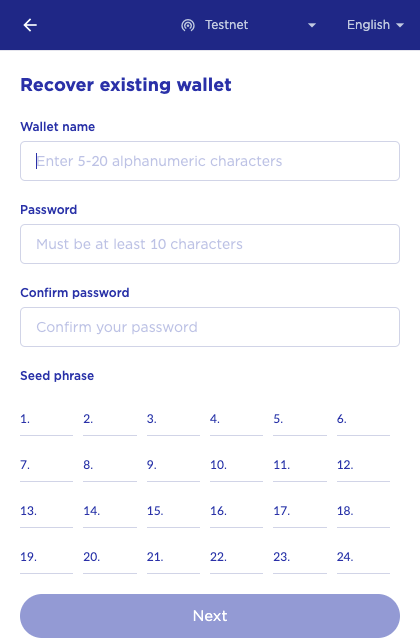 Testnet English
Recover existing wallet
Wallet name
Enter 5-20 alphanumeric characters
Password
Must be at least 10 characters
Confirm password
Confirm your password
Seed phrase
1. 2. 3. 4. 5. 6.
7. 8. 9. 10. 11. 12.
13. 14. 15. 16. 17. 18.
19. 20. 21. 22. 23. 24.
Next